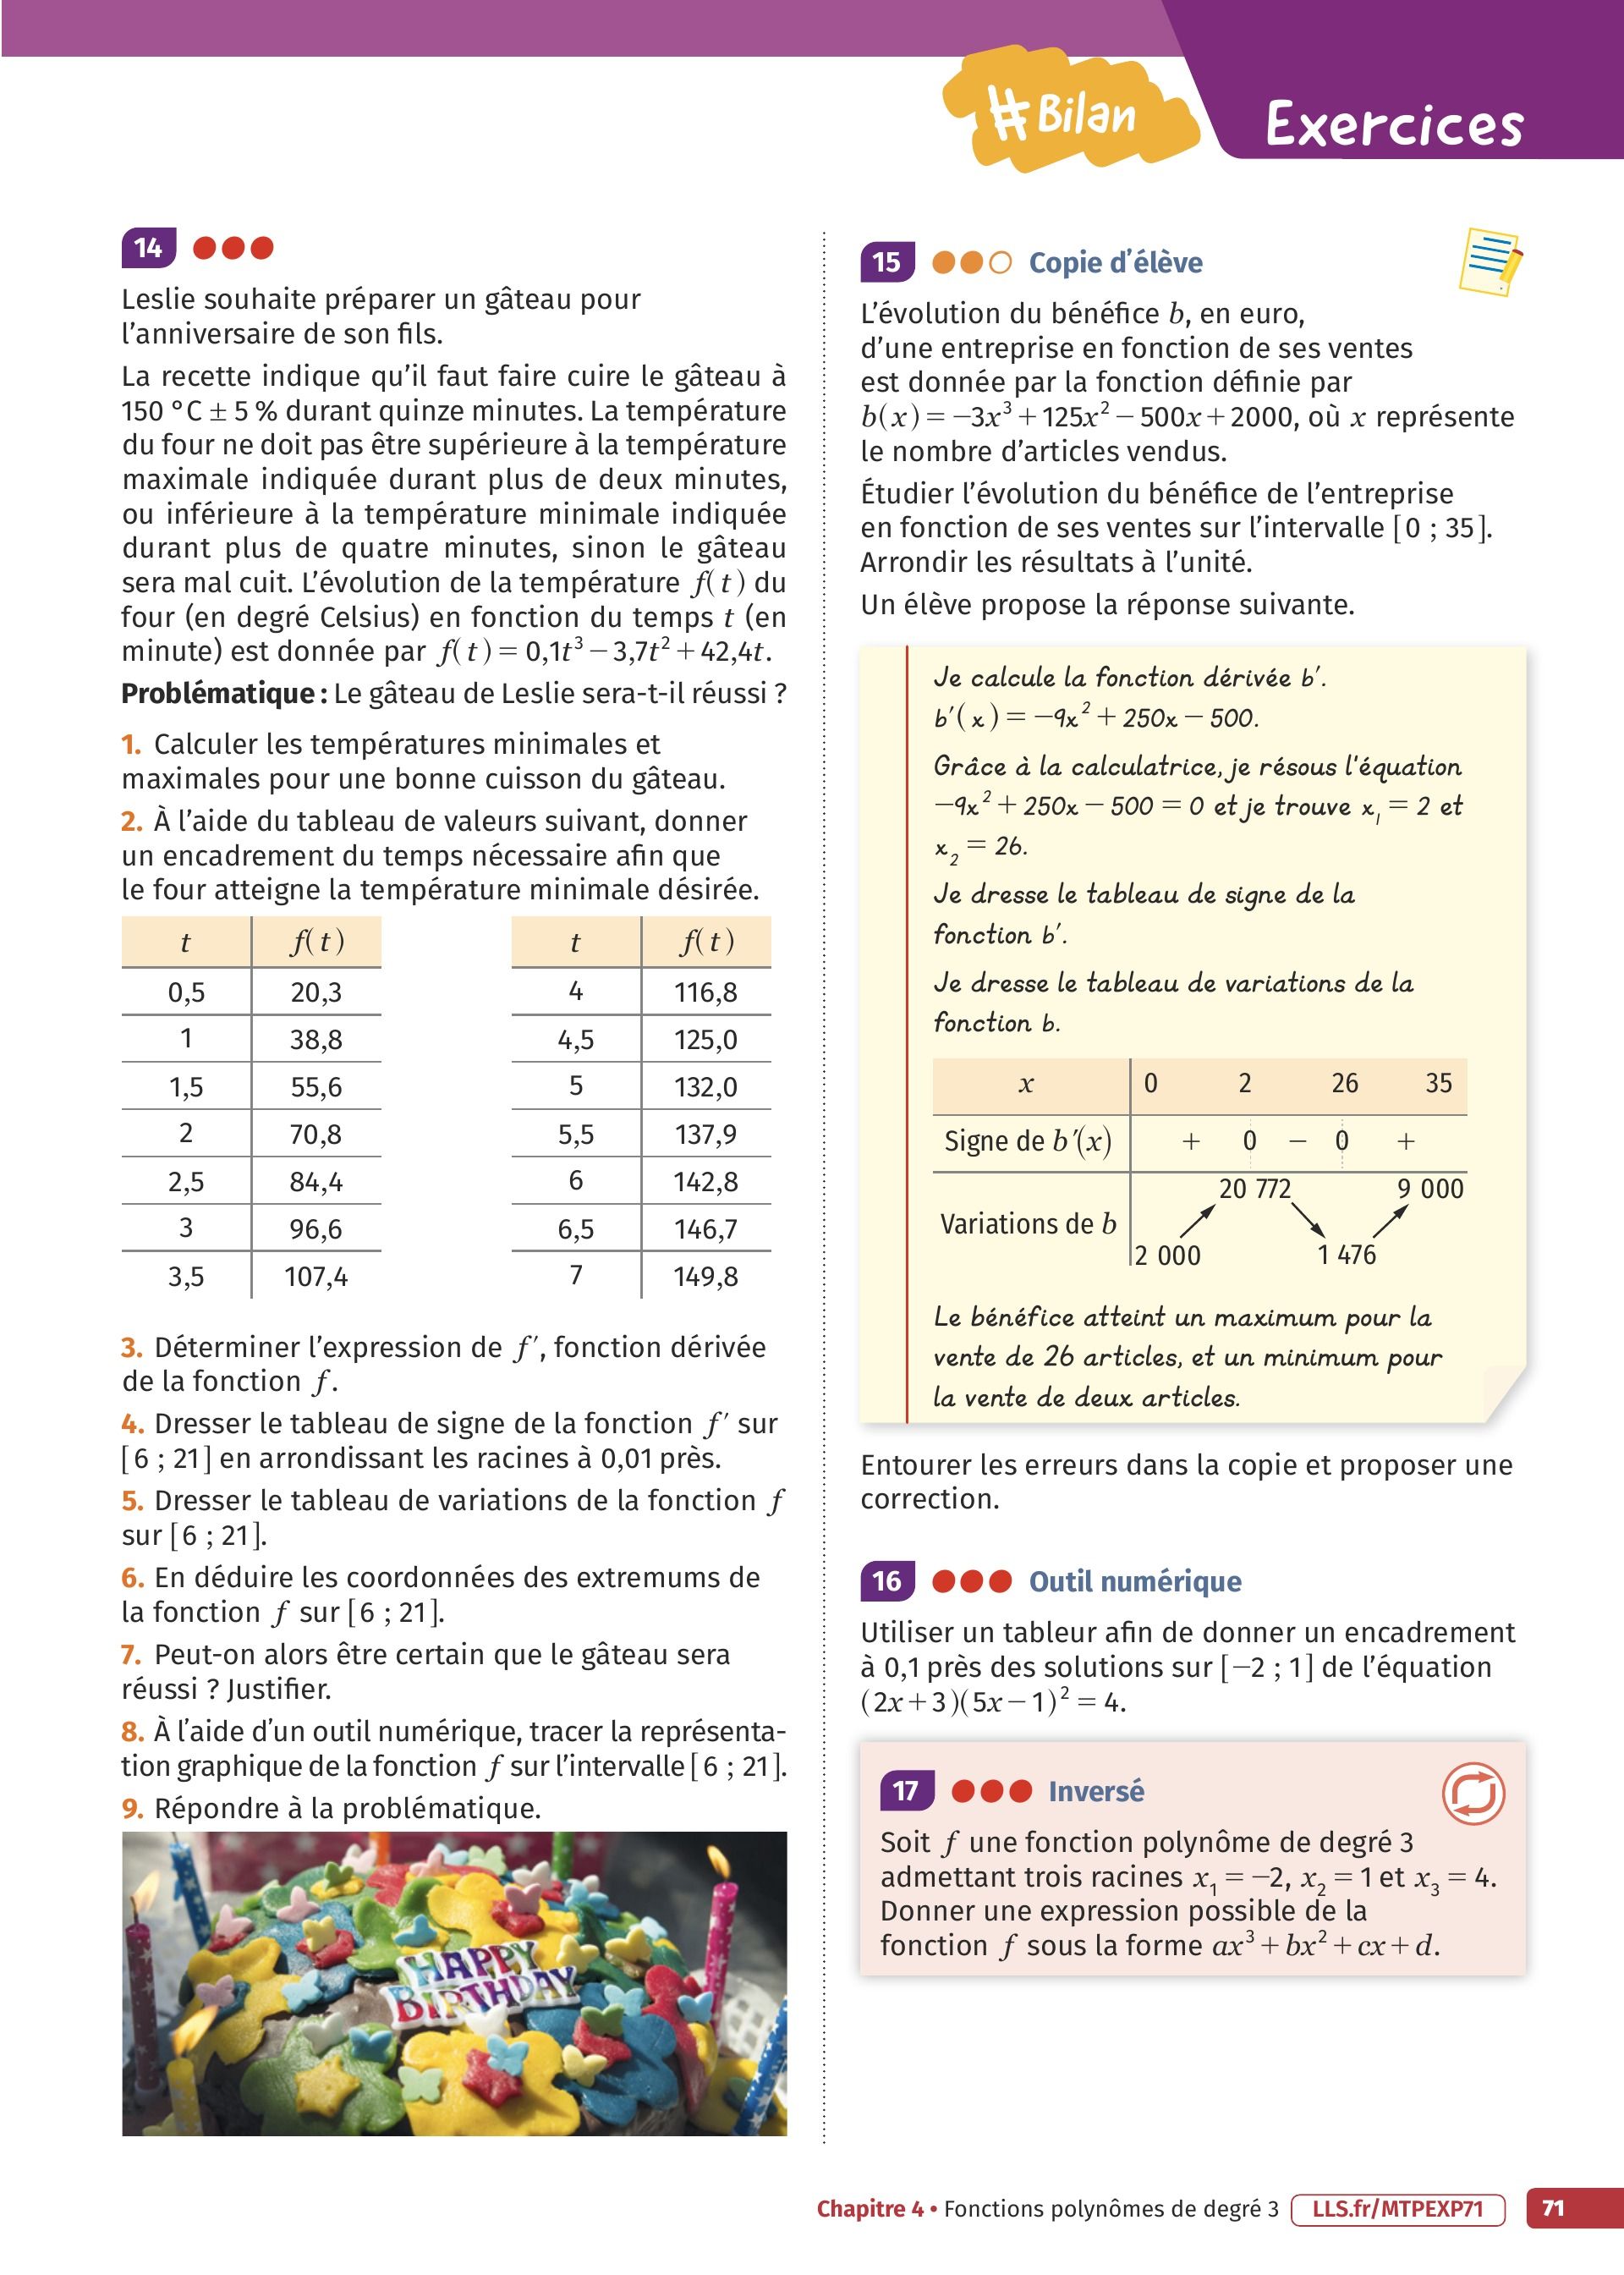 #Bilan
Exercices
14
Leslie souhaite préparer un gâteau pour
l’anniversaire de son fils.
La recette indique qu’il faut faire cuire le gâteau à
150 °C ± 5 % durant quinze minutes. La température
du four ne doit pas être supérieure à la température
maximale indiquée durant plus de deux minutes,
ou inférieure à la température minimale indiquée
durant plus de quatre minutes, sinon le gâteau
sera mal cuit. L’évolution de la température f(t) du
four (en degré Celsius) en fonction du temps t (en
minute) est donnée par f(t) = 0,1t³ − 3,7t² + 42,4t.
Problématique : Le gâteau de Leslie sera-t-il réussi ?
1. Calculer les températures minimales et
maximales pour une bonne cuisson du gâteau.
2. À l’aide du tableau de valeurs suivant, donner
un encadrement du temps nécessaire afin que
le four atteigne la température minimale désirée.
t f(t)
0,5 20,3
1 38,8
1,5 55,6
2 70,8
2,5 84,4
3 96,6
3,5 107,4
t f(t)
4 116,8
4,5 125,0
5 132,0
5,5 137,9
6 142,8
6,5 146,7
7 149,8
3. Déterminer l’expression de f′, fonction dérivée
de la fonction f.
4. Dresser le tableau de signe de la fonction f′ sur
[6 ; 21] en arrondissant les racines à 0,01 près.
5. Dresser le tableau de variations de la fonction f
sur [6 ; 21].
6. En déduire les coordonnées des extremums de
la fonction f sur [6 ; 21].
7. Peut-on alors être certain que le gâteau sera
réussi ? Justifier.
8. À l’aide d’un outil numérique, tracer la représenta-
tion graphique de la fonction f sur l’intervalle [6 ; 21].
9. Répondre à la problématique.
HAPPY
BIRTHDAY
15 Copie d’élève
L’évolution du bénéfice b, en euro,
d’une entreprise en fonction de ses ventes
est donnée par la fonction définie par
b(x) = −3x³ + 125x² − 500x + 2000, où x représente
le nombre d’articles vendus.
Étudier l’évolution du bénéfice de l’entreprise
en fonction de ses ventes sur l’intervalle [0 ; 35].
Arrondir les résultats à l’unité.
Un élève propose la réponse suivante.
Je calcule la fonction dérivée b′.
b′(x) = −9x² + 250x − 500.
Grâce à la calculatrice, je résous l’équation
−9x² + 250x − 500 = 0 et je trouve x₁ = 2 et
x₂ = 26.
Je dresse le tableau de signe de la
fonction b′.
Je dresse le tableau de variations de la
fonction b.
x 0 2 26 35
Signe de b′(x) + 0 − 0 +
20 772 9 000
Variations de b
2 000 1 476
Le bénéfice atteint un maximum pour la
vente de 26 articles, et un minimum pour
la vente de deux articles.
Entourer les erreurs dans la copie et proposer une
correction.
16 Outil numérique
Utiliser un tableur afin de donner un encadrement
à 0,1 près des solutions sur [−2 ; 1] de l’équation
(2x + 3)(5x − 1)² = 4.
17 Inversé
Soit f une fonction polynôme de degré 3
admettant trois racines x₁ = −2, x₂ = 1 et x₃ = 4.
Donner une expression possible de la
fonction f sous la forme ax³ + bx² + cx + d.
Chapitre 4 • Fonctions polynômes de degré 3 LLS.fr/MTPEXP71 71